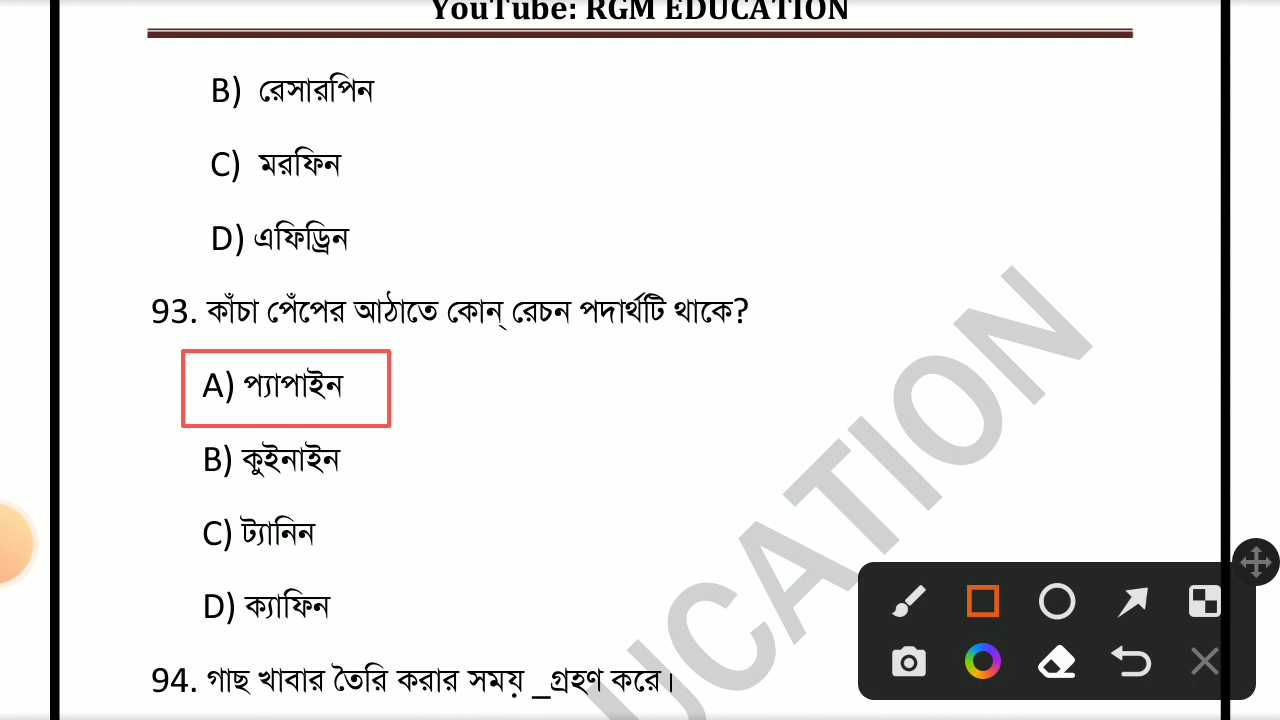 YouTube: RGM EDUCATION
B) রেসারপিন
C) মরফিন
D) এফিড্রিন
93. কাঁচা পেঁপের আঠাতে কোন্ রেচন পদার্থটি থাকে?
A) প্যাপাইন
B) কুইনাইন
C) ট্যানিন
D) ক্যাফিন
94. গাছ খাবার তৈরি করার সময় _গ্রহণ করে।
UCATION